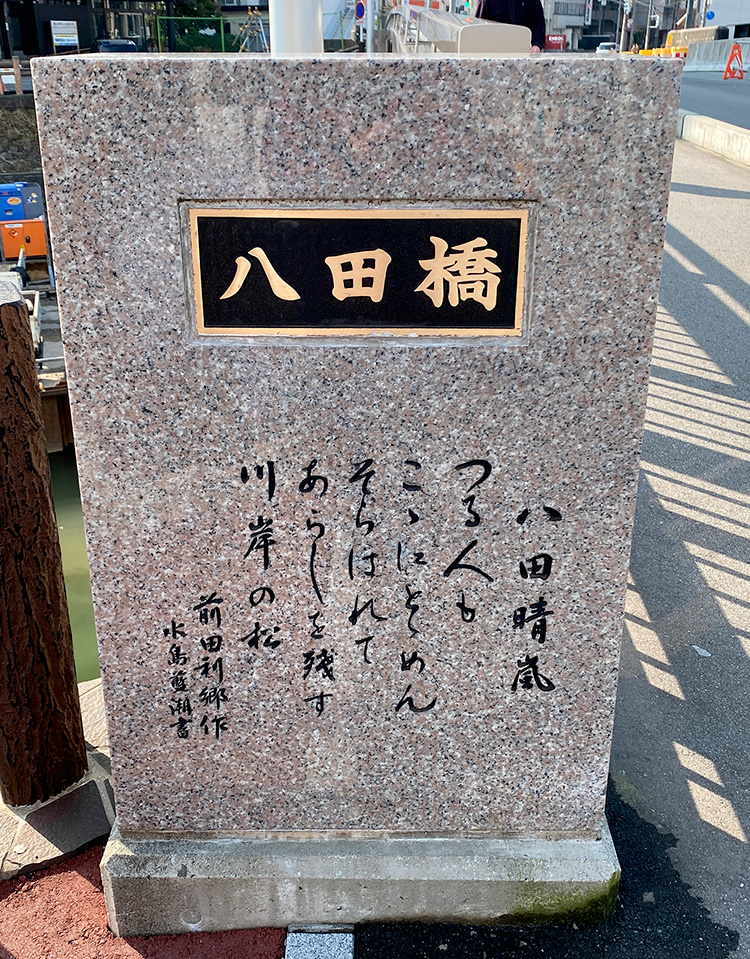 八田橋
八田晴嵐
つる人も
こゝにとゞめん
そらはれて
あらしを残す
川岸の松
前田利郷作
水島藍湖書
ENEOS